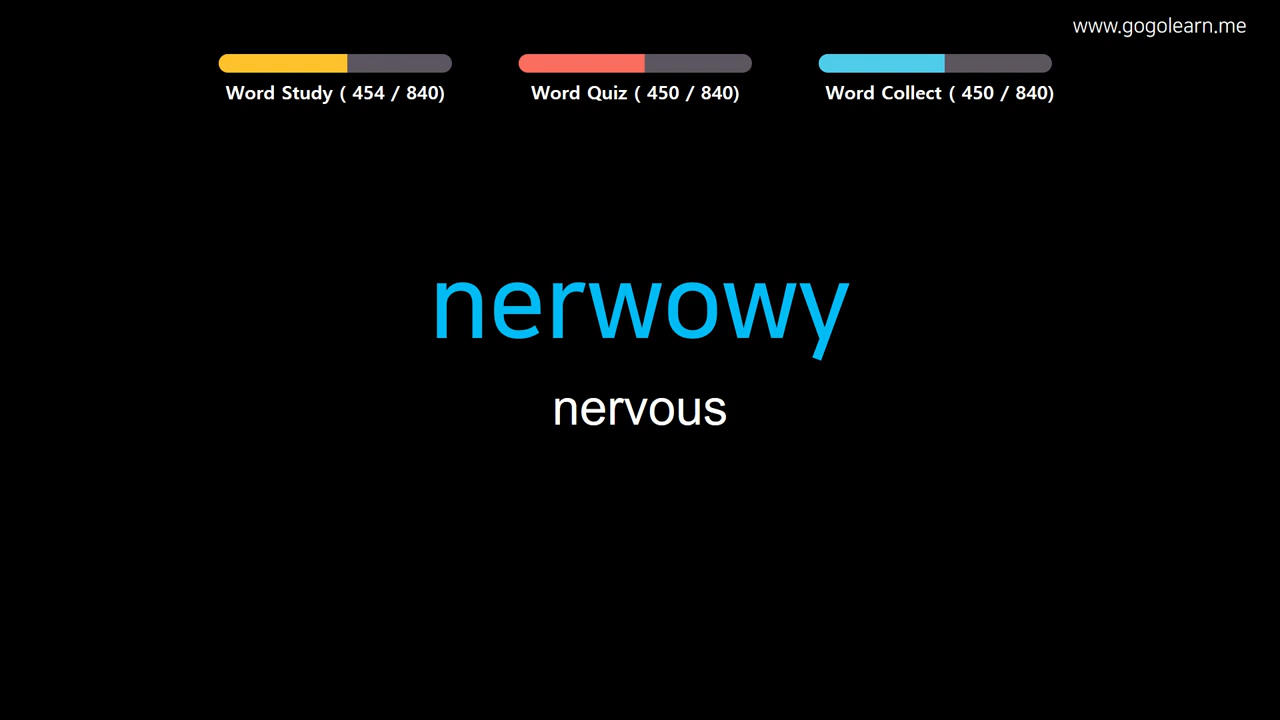 www.gogolearn.me
Word Study ( 454 / 840)
Word Quiz ( 450 / 840)
Word Collect ( 450 / 840)
nerwowy
nervous